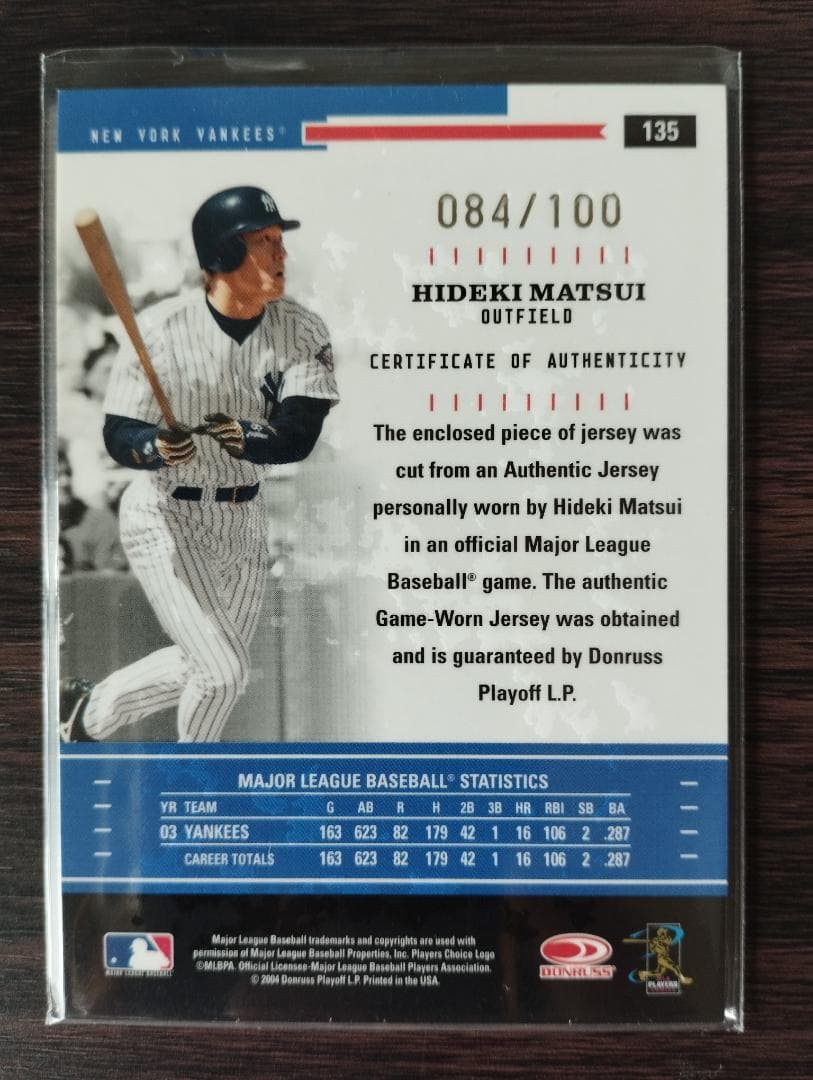 NEW YORK YANKEES®
135
084/100
HIDEKI MATSUI
OUTFIELD
CERTIFICATE OF AUTHENTICITY
The enclosed piece of jersey was
cut from an Authentic Jersey
personally worn by Hideki Matsui
in an official Major League
Baseball® game. The authentic
Game-Worn Jersey was obtained
and is guaranteed by Donruss
Playoff L.P.
MAJOR LEAGUE BASEBALL® STATISTICS
YR TEAM G AB R H 2B 3B HR RBI SB BA
03 YANKEES 163 623 82 179 42 1 16 106 2 .287
CAREER TOTALS 163 623 82 179 42 1 16 106 2 .287
Major League Baseball trademarks and copyrights are used with
permission of Major League Baseball Properties, Inc. Players Choice Logo
©MLBPA. Official Licensee-Major League Baseball Players Association.
© 2004 Donruss Playoff L.P. Printed in the USA.
MAJOR LEAGUE BASEBALL
DONRUSS
PLAYERS